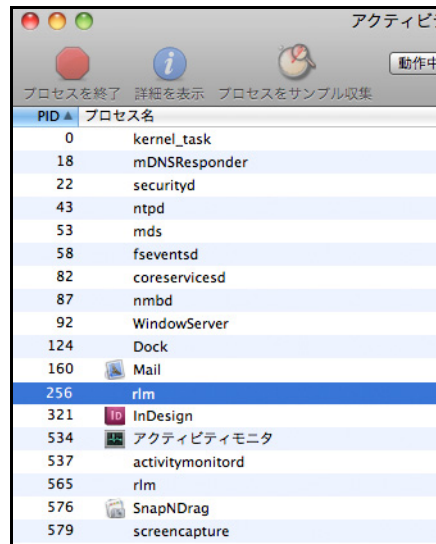 アクティビ
動作中
プロセスを終了 詳細を表示 プロセスをサンプル収集
PID プロセス名
0 kernel_task
18 mDNSResponder
22 securityd
43 ntpd
53 mds
58 fseventsd
82 coreservicesd
87 nmbd
92 WindowServer
124 Dock
160 Mail
256 rlm
321 InDesign
534 アクティビティモニタ
537 activitymonitord
565 rlm
576 SnapNDrag
579 screencapture